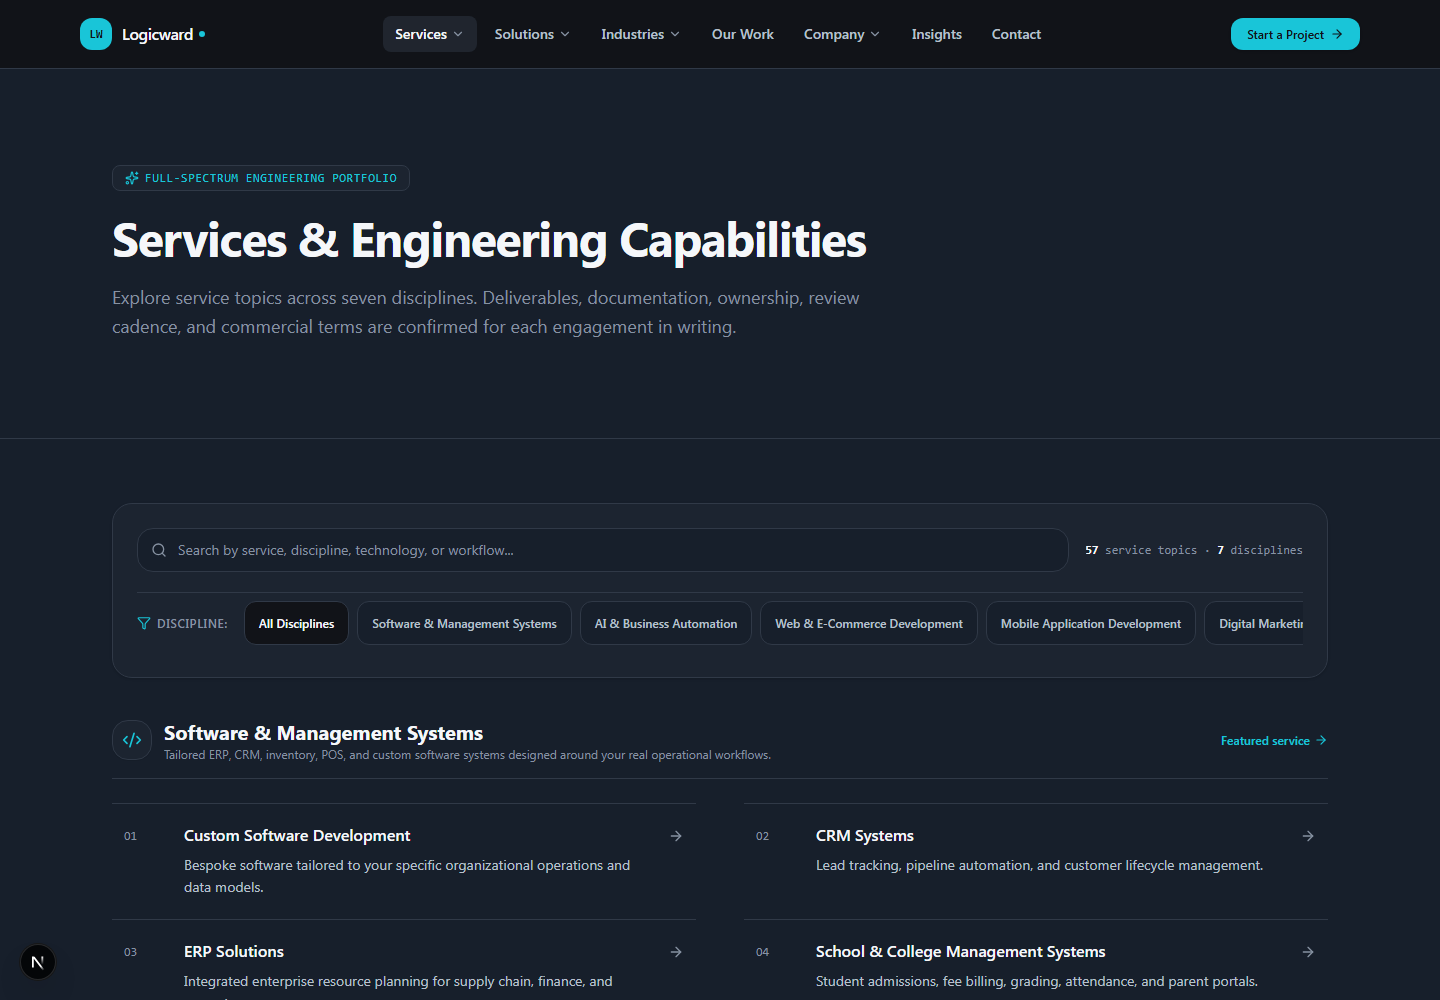 LW Logicward
Services Solutions Industries Our Work Company Insights Contact
Start a Project
FULL-SPECTRUM ENGINEERING PORTFOLIO
Services & Engineering Capabilities
Explore service topics across seven disciplines. Deliverables, documentation, ownership, review
cadence, and commercial terms are confirmed for each engagement in writing.
Search by service, discipline, technology, or workflow...
57 service topics · 7 disciplines
DISCIPLINE: All Disciplines Software & Management Systems AI & Business Automation Web & E-Commerce Development Mobile Application Development Digital
Software & Management Systems
Tailored ERP, CRM, inventory, POS, and custom software systems designed around your real operational workflows.
Featured service
01 Custom Software Development
Bespoke software tailored to your specific organizational operations and
data models.
02 CRM Systems
Lead tracking, pipeline automation, and customer lifecycle management.
03 ERP Solutions
Integrated enterprise resource planning for supply chain, finance, and
04 School & College Management Systems
Student admissions, fee billing, grading, attendance, and parent portals.
N